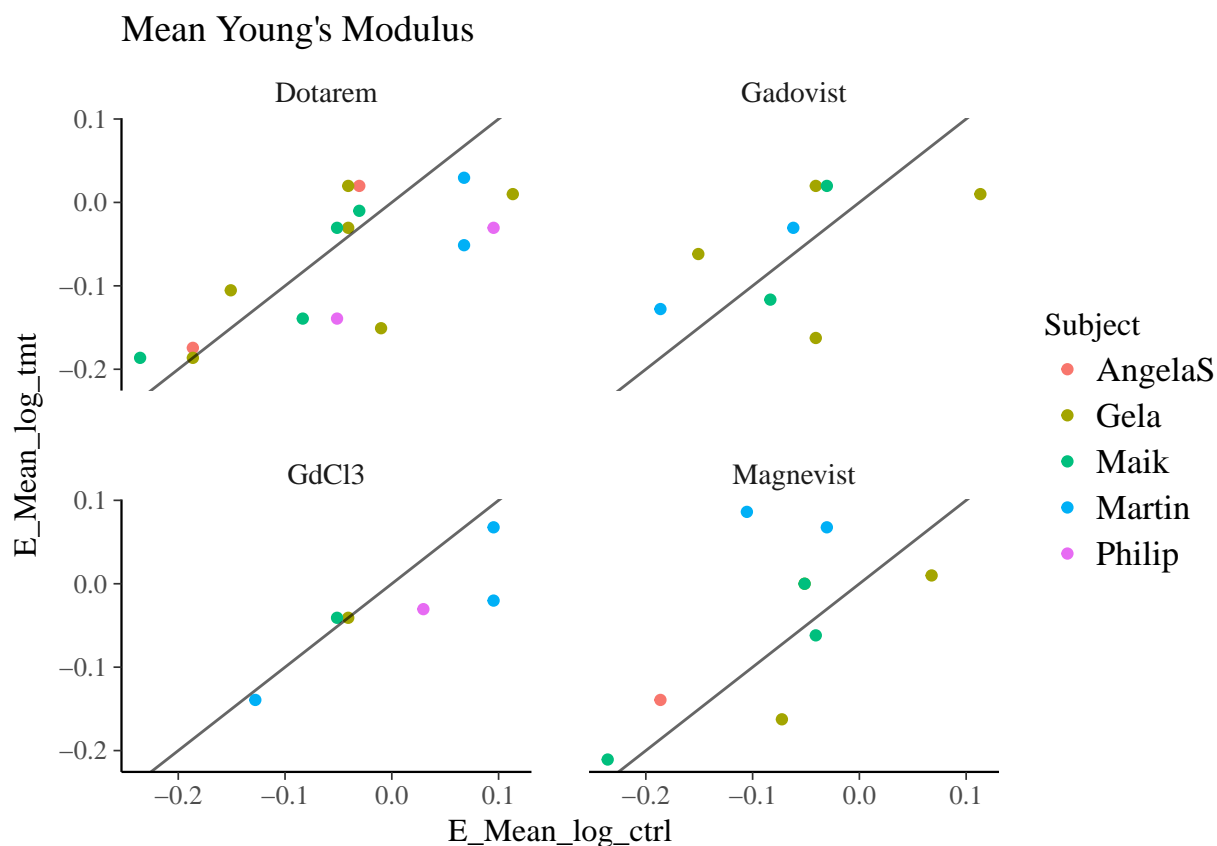 Mean Young's Modulus
Dotarem
Gadovist
0.1
0.0
−0.1
−0.2
GdCl3
Magnevist
0.1
0.0
−0.1
−0.2
−0.2 −0.1 0.0 0.1
−0.2 −0.1 0.0 0.1
E_Mean_log_ctrl
E_Mean_log_tmt
Subject
AngelaS
Gela
Maik
Martin
Philip